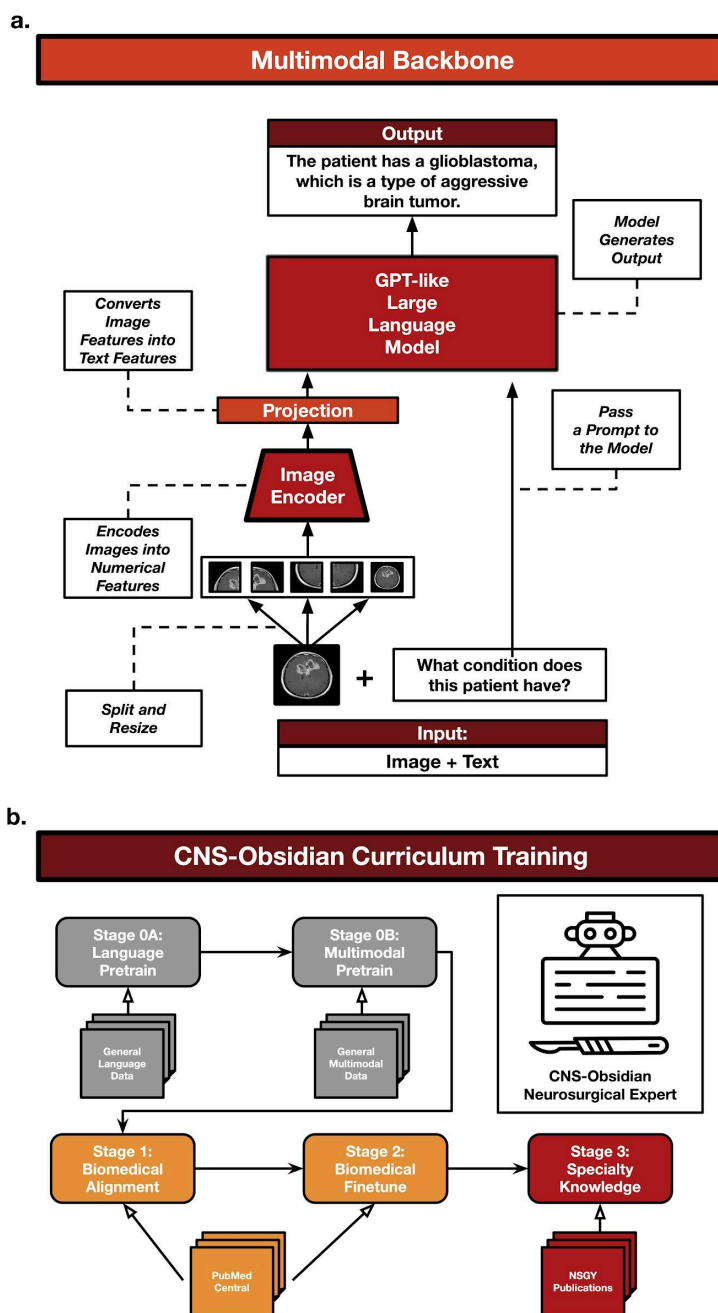 a.
Multimodal Backbone
Output
The patient has a glioblastoma,
which is a type of aggressive
brain tumor.
Model
Generates
Output
GPT-like
Large
Language
Model
Converts
Image
Features into
Text Features
Projection
Pass
a Prompt to
the Model
Image
Encoder
Encodes
Images into
Numerical
Features
Split and
Resize
+
What condition does
this patient have?
Input:
Image + Text
b.
CNS-Obsidian Curriculum Training
Stage 0A:
Language
Pretrain
Stage 0B:
Multimodal
Pretrain
General
Language
Data
General
Multimodal
Data
CNS-Obsidian
Neurosurgical Expert
Stage 1:
Biomedical
Alignment
Stage 2:
Biomedical
Finetune
Stage 3:
Specialty
Knowledge
PubMed
Central
NSGY
Publications